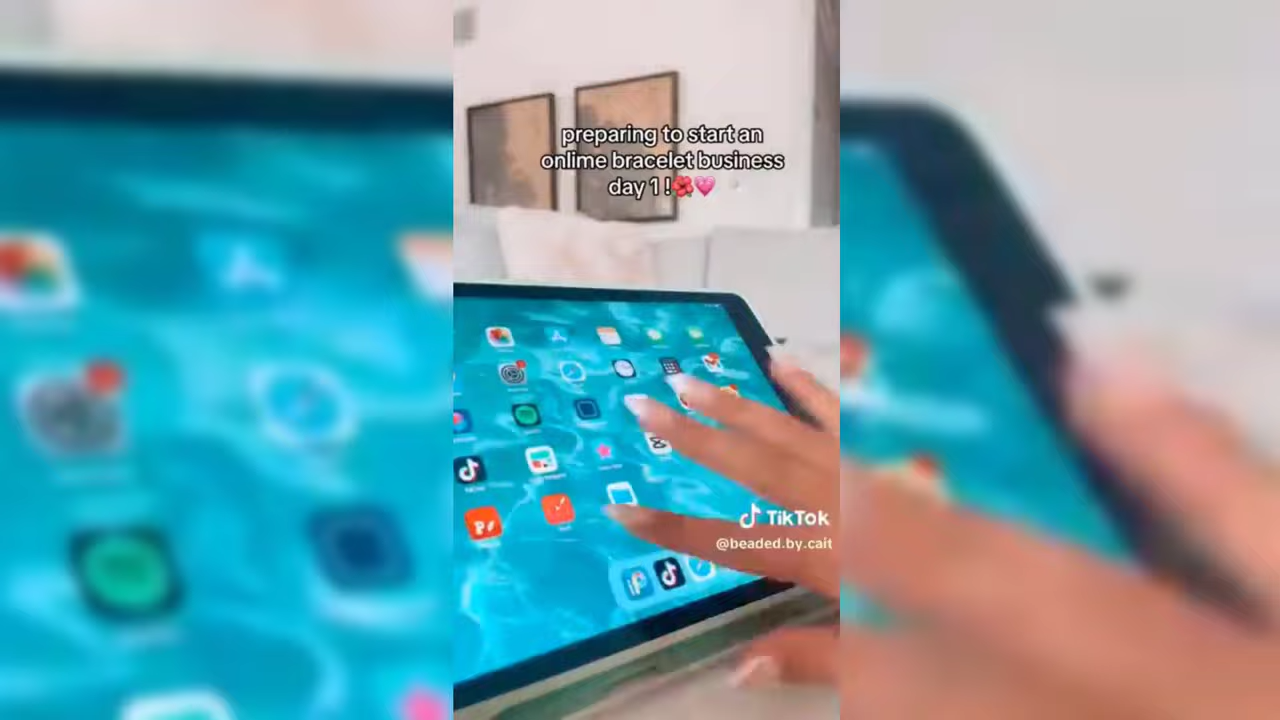 preparing to start an
onlime bracelet business
day 1 ! 🌺💗
TikTok
@beaded.by.cait